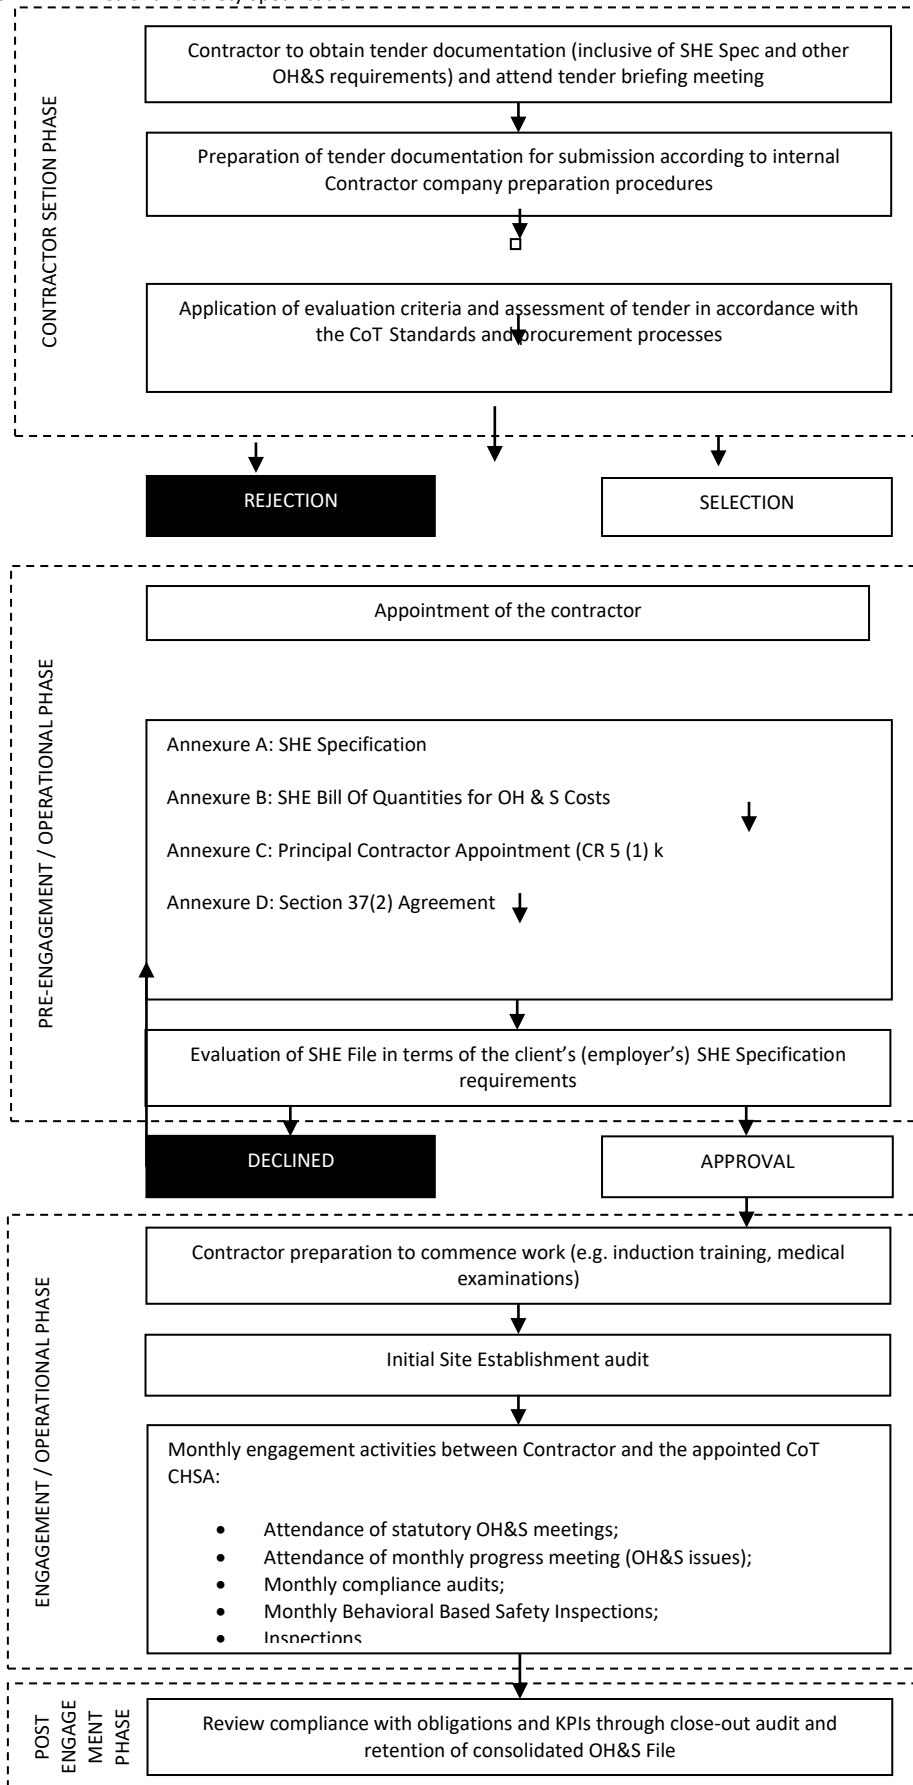 CONTRACTOR SETION PHASE
Contractor to obtain tender documentation (inclusive of SHE Spec and other
OH&S requirements) and attend tender briefing meeting
Preparation of tender documentation for submission according to internal
Contractor company preparation procedures
Application of evaluation criteria and assessment of tender in accordance with
the CoT Standards and procurement processes
REJECTION
SELECTION
PRE-ENGAGEMENT / OPERATIONAL PHASE
Appointment of the contractor
Annexure A: SHE Specification
Annexure B: SHE Bill Of Quantities for OH & S Costs
Annexure C: Principal Contractor Appointment (CR 5 (1) k
Annexure D: Section 37(2) Agreement
Evaluation of SHE File in terms of the client’s (employer’s) SHE Specification
requirements
DECLINED
APPROVAL
ENGAGEMENT / OPERATIONAL PHASE
Contractor preparation to commence work (e.g. induction training, medical
examinations)
Initial Site Establishment audit
Monthly engagement activities between Contractor and the appointed CoT
CHSA:
• Attendance of statutory OH&S meetings;
• Attendance of monthly progress meeting (OH&S issues);
• Monthly compliance audits;
• Monthly Behavioral Based Safety Inspections;
• Inspections
POST
ENGAGE
MENT
PHASE
Review compliance with obligations and KPIs through close-out audit and
retention of consolidated OH&S File